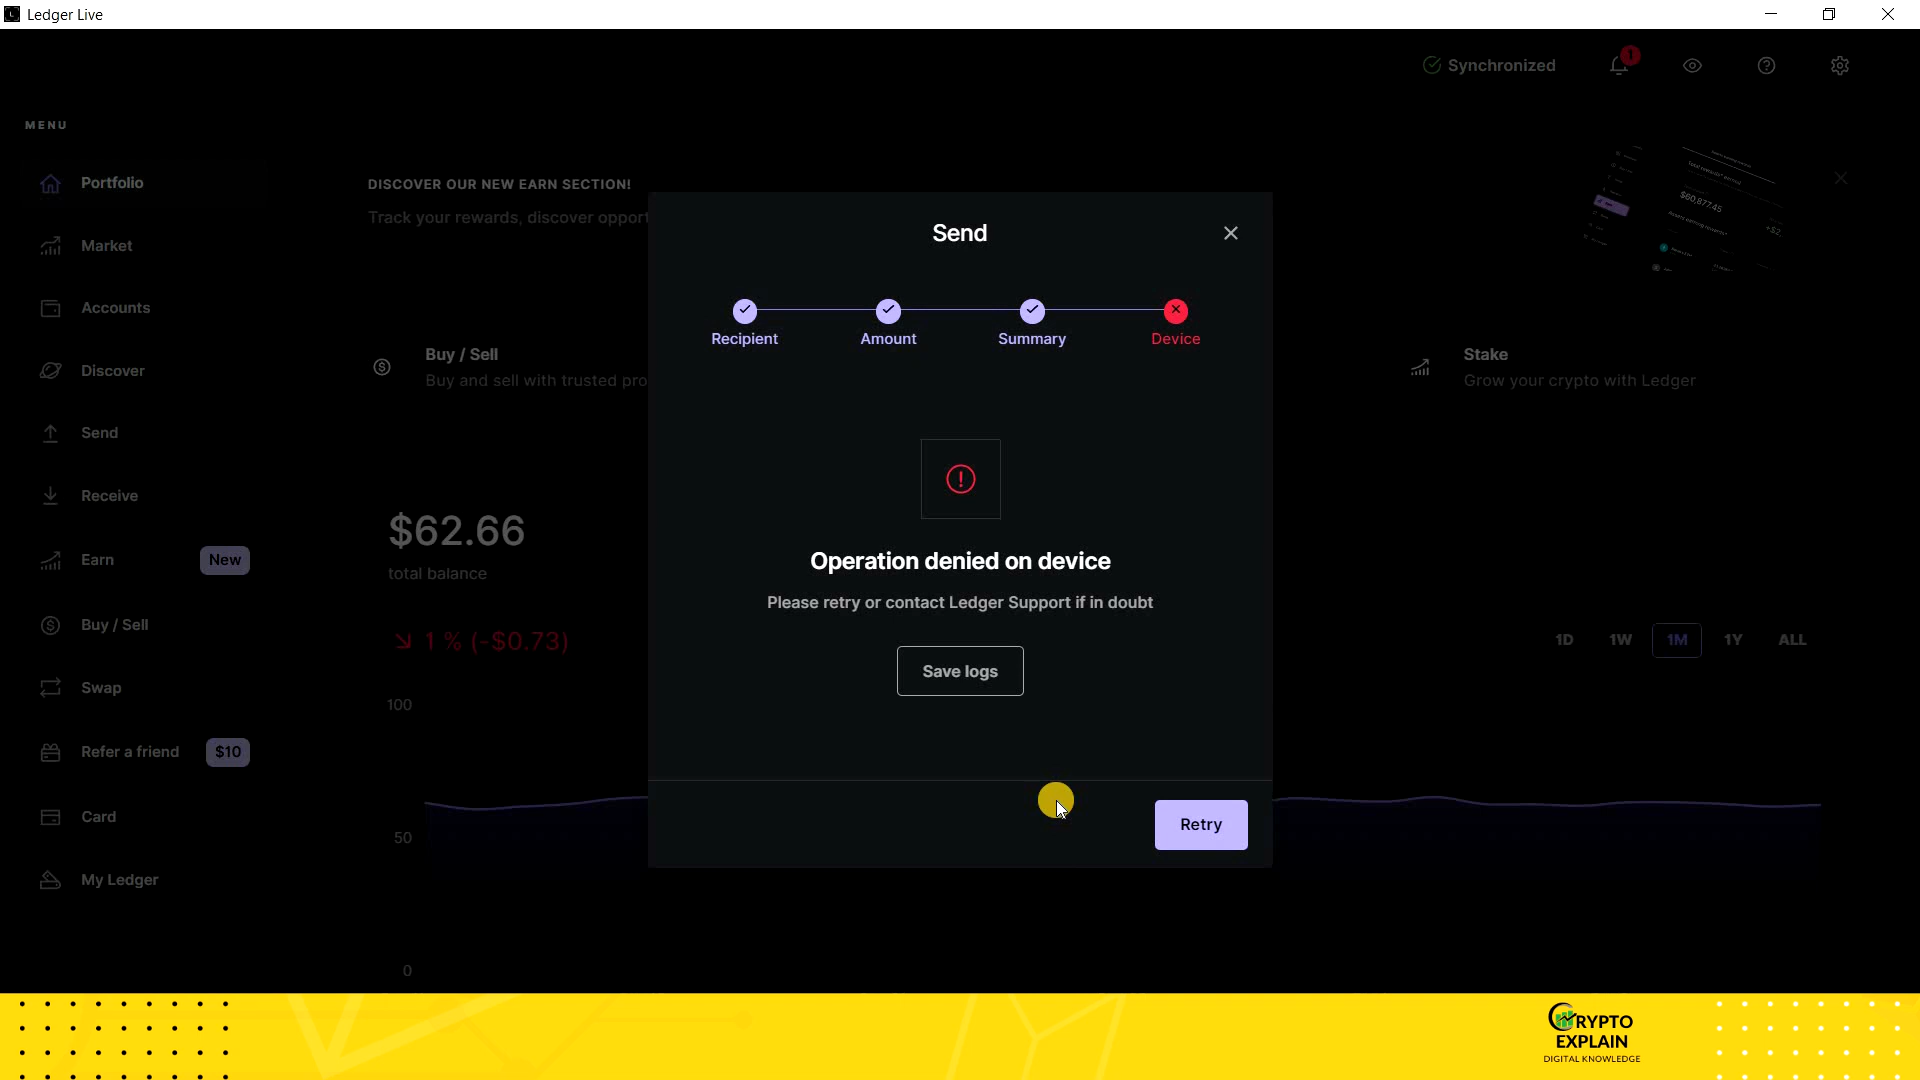 Ledger Live
Synchronized
1
MENU
Portfolio
Market
Accounts
Discover
Send
Receive
Earn
New
Buy / Sell
Swap
Refer a friend
$10
Card
My Ledger
DISCOVER OUR NEW EARN SECTION!
Track your rewards, discover opport
$60,877.45
Buy / Sell
Buy and sell with trusted pro
Stake
Grow your crypto with Ledger
$62.66
total balance
1 % (-$0.73)
1D 1W 1M 1Y ALL
100
50
0
Send
Recipient Amount Summary Device
Operation denied on device
Please retry or contact Ledger Support if in doubt
Save logs
Retry
CRYPTO
EXPLAIN
DIGITAL KNOWLEDGE